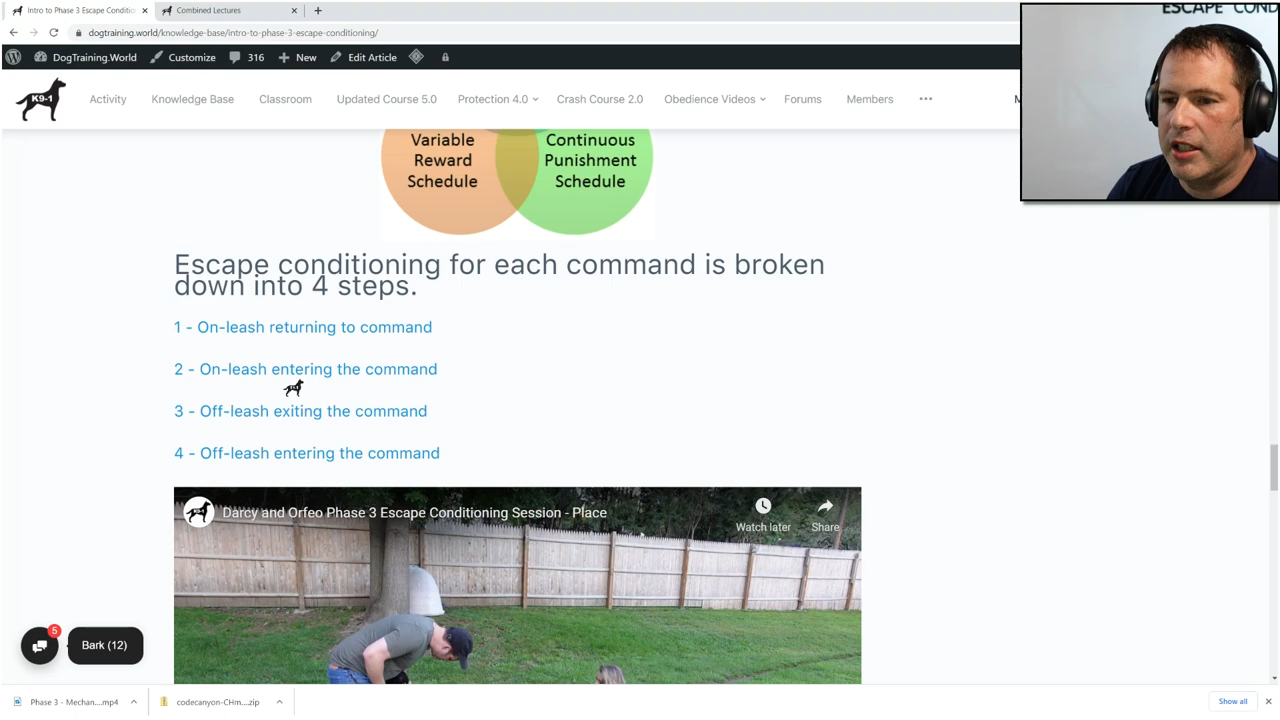 Intro to Phase 3 Escape Conditio
Combined Lectures
dogtraining.world/knowledge-base/intro-to-phase-3-escape-conditioning/
ESCAPE COND
DogTraining.World
Customize
316
New
Edit Article
K9-1
Activity
Knowledge Base
Classroom
Updated Course 5.0
Protection 4.0
Crash Course 2.0
Obedience Videos
Forums
Members
M
Variable
Reward
Schedule
Continuous
Punishment
Schedule
Escape conditioning for each command is broken
down into 4 steps.
1 - On-leash returning to command
2 - On-leash entering the command
3 - Off-leash exiting the command
4 - Off-leash entering the command
Darcy and Orfeo Phase 3 Escape Conditioning Session - Place
Watch later
Share
5
Bark (12)
Phase 3 - Mechan....mp4
codecanyon-CHm....zip
Show all